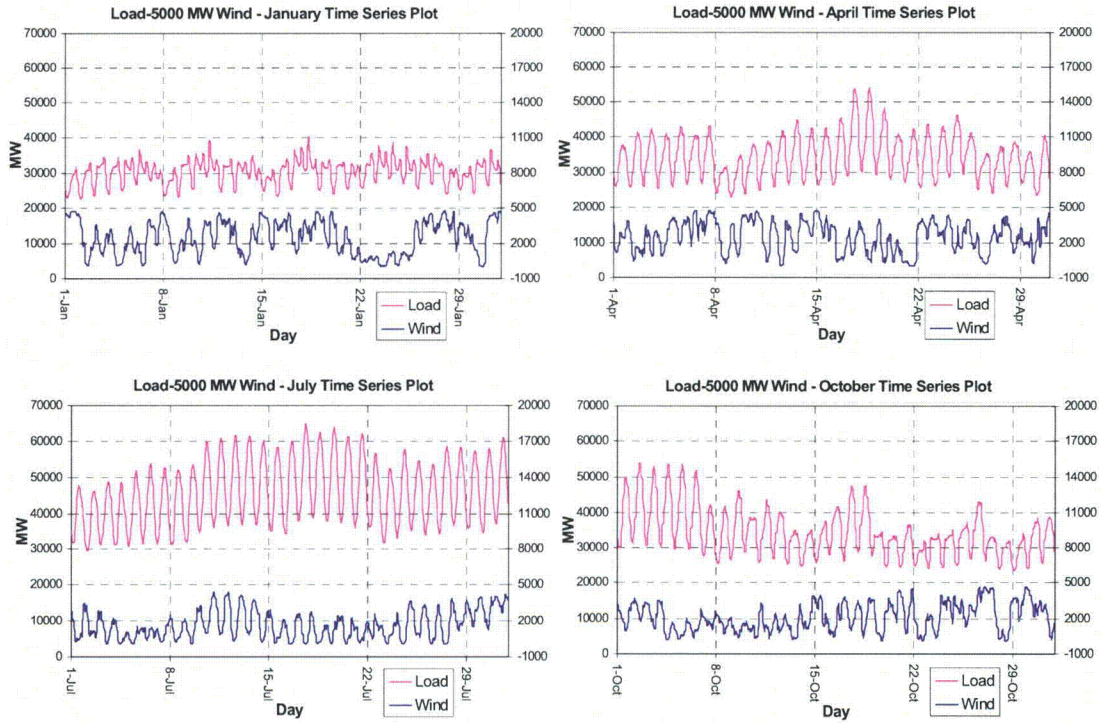 Load-5000 MW Wind - January Time Series Plot
70000
60000
50000
40000
30000
20000
10000
0
MW
20000
17000
14000
11000
8000
5000
2000
-1000
1-Jan
8-Jan
15-Jan
22-Jan
29-Jan
Day
Load
Wind
Load-5000 MW Wind - April Time Series Plot
70000
60000
50000
40000
30000
20000
10000
0
MW
20000
17000
14000
11000
8000
5000
2000
-1000
1-Apr
8-Apr
15-Apr
22-Apr
29-Apr
Day
Load
Wind
Load-5000 MW Wind - July Time Series Plot
70000
60000
50000
40000
30000
20000
10000
0
MW
20000
17000
14000
11000
8000
5000
2000
-1000
1-Jul
8-Jul
15-Jul
22-Jul
29-Jul
Day
Load
Wind
Load-5000 MW Wind - October Time Series Plot
70000
60000
50000
40000
30000
20000
10000
0
MW
20000
17000
14000
11000
8000
5000
2000
-1000
1-Oct
8-Oct
15-Oct
22-Oct
29-Oct
Day
Load
Wind